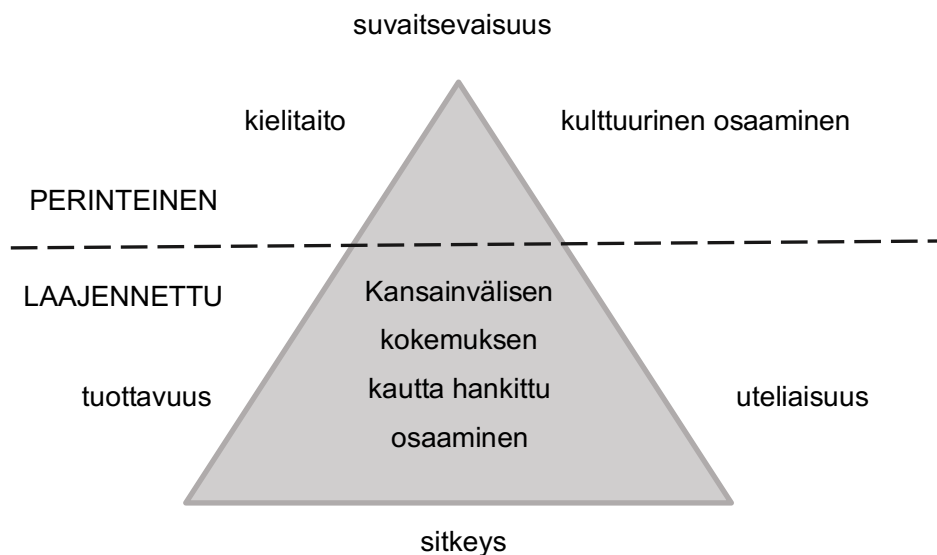 suvaitsevaisuus
kielitaito
kulttuurinen osaaminen
PERINTEINEN
LAAJENNETTU
Kansainvälisen
kokemuksen
kautta hankittu
osaaminen
tuottavuus
uteliaisuus
sitkeys